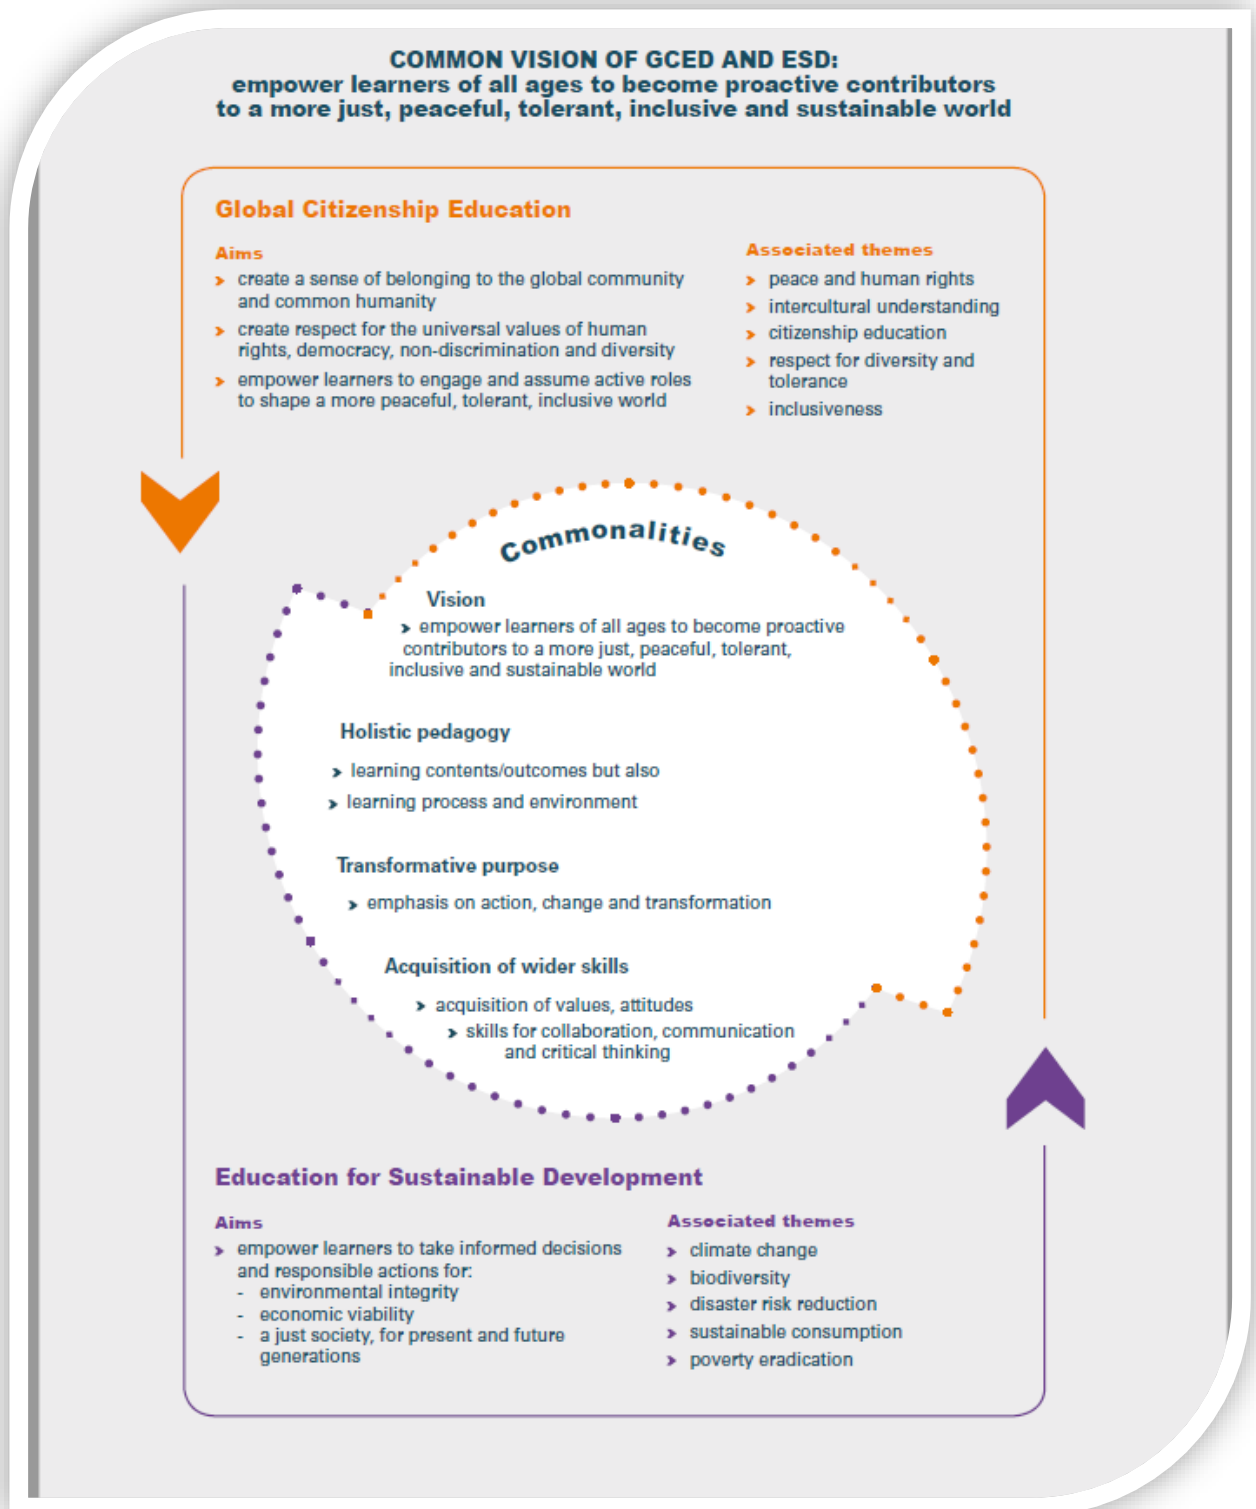 COMMON VISION OF GCED AND ESD:
empower learners of all ages to become proactive contributors
to a more just, peaceful, tolerant, inclusive and sustainable world
Global Citizenship Education
Aims
create a sense of belonging to the global community
and common humanity
create respect for the universal values of human
rights, democracy, non-discrimination and diversity
empower learners to engage and assume active roles
to shape a more peaceful, tolerant, inclusive world
Associated themes
peace and human rights
intercultural understanding
citizenship education
respect for diversity and
tolerance
inclusiveness
Commonalities
Vision
empower learners of all ages to become proactive
contributors to a more just, peaceful, tolerant,
inclusive and sustainable world
Holistic pedagogy
learning contents/outcomes but also
learning process and environment
Transformative purpose
emphasis on action, change and transformation
Acquisition of wider skills
acquisition of values, attitudes
skills for collaboration, communication
and critical thinking
Education for Sustainable Development
Aims
empower learners to take informed decisions
and responsible actions for:
- environmental integrity
- economic viability
- a just society, for present and future
generations
Associated themes
climate change
biodiversity
disaster risk reduction
sustainable consumption
poverty eradication